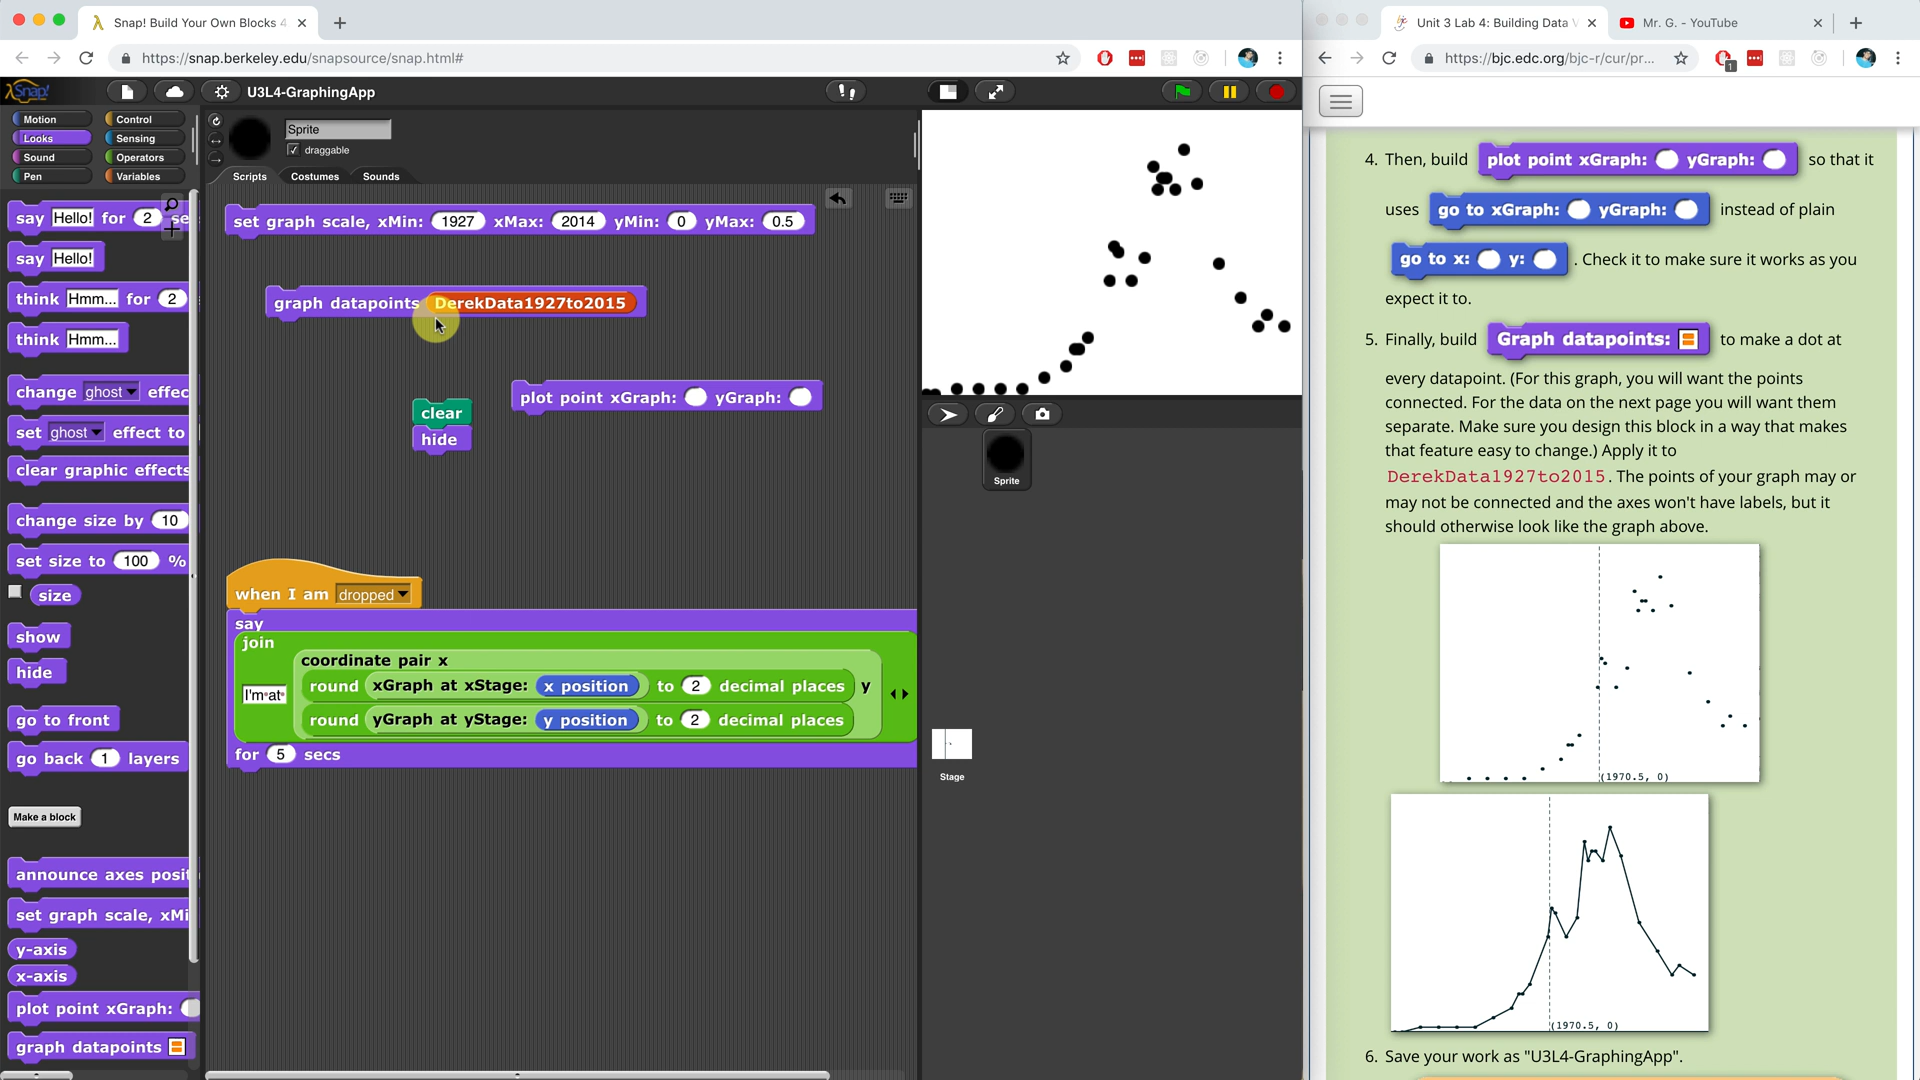 Snap! Build Your Own Blocks 4
Unit 3 Lab 4: Building Data V
Mr. G. - YouTube
https://snap.berkeley.edu/snapsource/snap.html#
https://bjc.edc.org/bjc-r/cur/pr...
1
Snap!
U3L4-GraphingApp
Motion
Control
Looks
Sensing
Sound
Operators
Pen
Variables
Sprite
draggable
Scripts
Costumes
Sounds
say Hello! for 2 se
say Hello!
think Hmm... for 2
think Hmm...
change ghost effec
set ghost effect to
clear graphic effects
change size by 10
set size to 100 %
size
show
hide
go to front
go back 1 layers
Make a block
announce axes posit
set graph scale, xMi
y-axis
x-axis
plot point xGraph:
graph datapoints
set graph scale, xMin: 1927 xMax: 2014 yMin: 0 yMax: 0.5
graph datapoints DerekData1927to2015
plot point xGraph: yGraph:
clear
hide
when I am dropped
say
join
I'm at
coordinate pair x
round xGraph at xStage: x position to 2 decimal places y
round yGraph at yStage: y position to 2 decimal places
for 5 secs
Sprite
Stage
4. Then, build plot point xGraph: yGraph: so that it
uses go to xGraph: yGraph: instead of plain
go to x: y: . Check it to make sure it works as you
expect it to.
5. Finally, build Graph datapoints: to make a dot at
every datapoint. (For this graph, you will want the points
connected. For the data on the next page you will want them
separate. Make sure you design this block in a way that makes
that feature easy to change.) Apply it to
DerekData1927to2015. The points of your graph may or
may not be connected and the axes won't have labels, but it
should otherwise look like the graph above.
(1970.5, 0)
(1970.5, 0)
6. Save your work as "U3L4-GraphingApp".